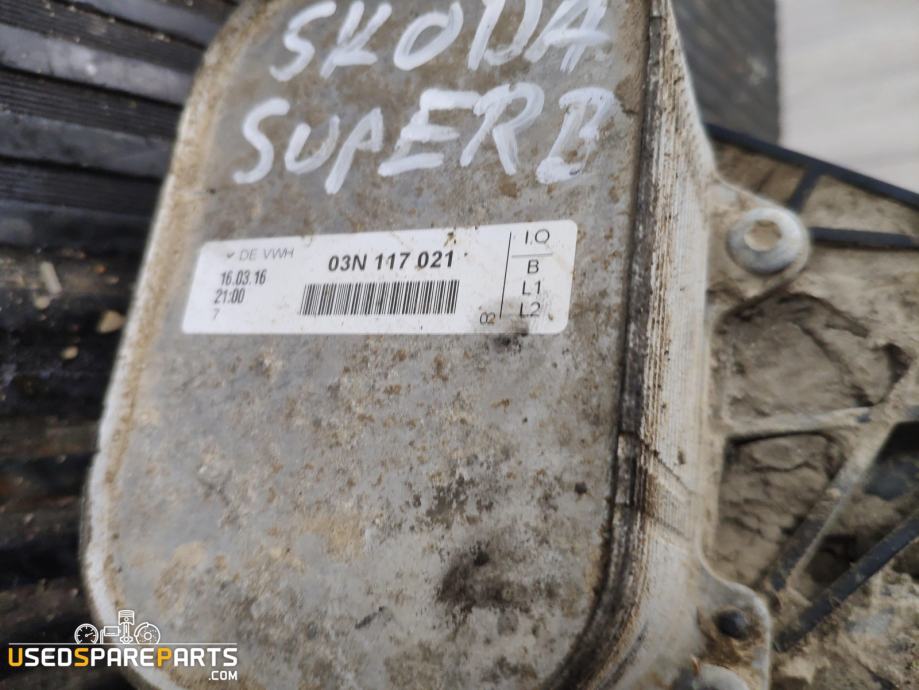 SKODA
SUPERB
DE VWH
03N 117 021
I.O
16.03.16
21:00
7
B
L1
02
L2
USEDSPAREPARTS
.COM